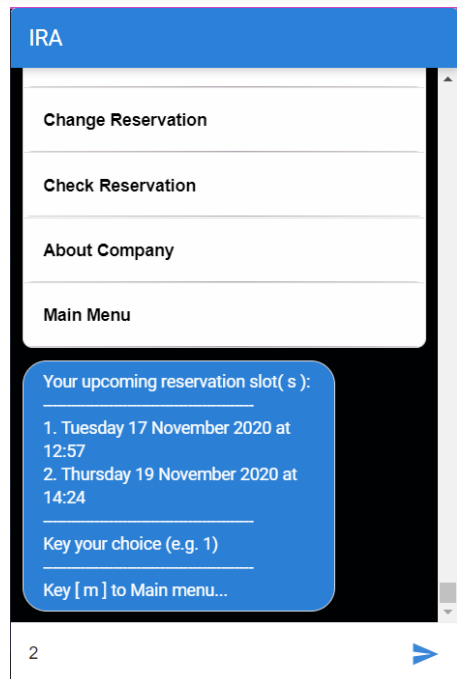 IRA
Change Reservation
Check Reservation
About Company
Main Menu
Your upcoming reservation slot( s ):
----------------------------------------
1. Tuesday 17 November 2020 at
12:57
2. Thursday 19 November 2020 at
14:24
----------------------------------------
Key your choice (e.g. 1)
----------------------------------------
Key [ m ] to Main menu...
2